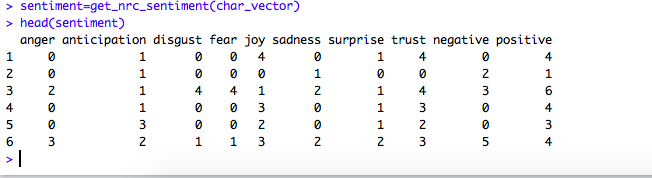 > sentiment=get_nrc_sentiment(char_vector)
> head(sentiment)
  anger anticipation disgust fear joy sadness surprise trust negative positive
1     0            1       0    0   4       0        1     4        0        4
2     0            1       0    0   0       1        0     0        2        1
3     2            1       4    4   1       2        1     4        3        6
4     0            1       0    0   3       0        1     3        0        4
5     0            3       0    0   2       0        1     2        0        3
6     3            2       1    1   3       2        2     3        5        4
>